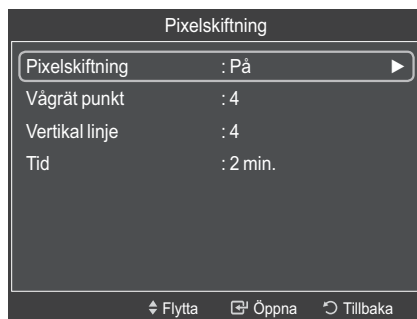 Pixelskiftning
Pixelskiftning : På
Vågrät punkt : 4
Vertikal linje : 4
Tid : 2 min.
Flytta Öppna Tillbaka